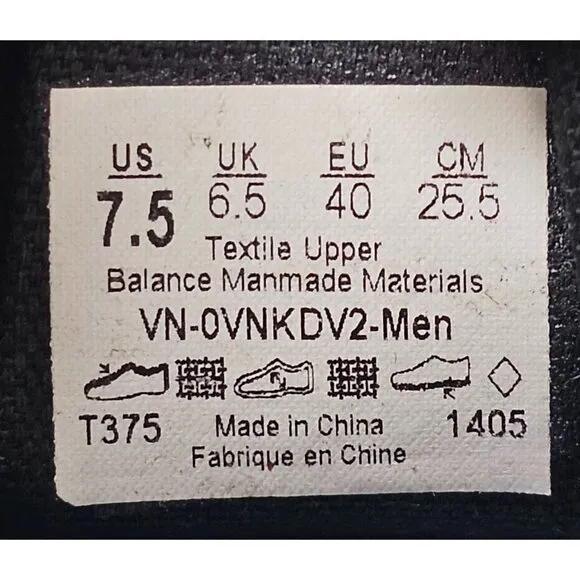 US UK EU CM
7.5 6.5 40 25.5
Textile Upper
Balance Manmade Materials
VN-0VNKDV2-Men
T375 Made in China 1405
Fabrique en Chine